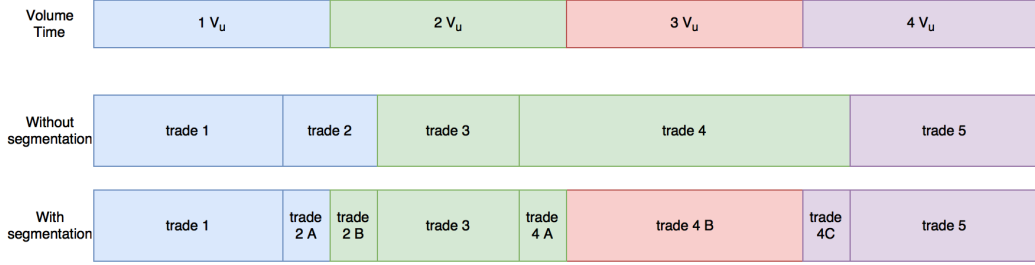 Volume
Time
1 Vu
2 Vu
3 Vu
4 Vu
Without
segmentation
trade 1
trade 2
trade 3
trade 4
trade 5
With
segmentation
trade 1
trade
2 A
trade
2 B
trade 3
trade
4 A
trade 4 B
trade
4C
trade 5